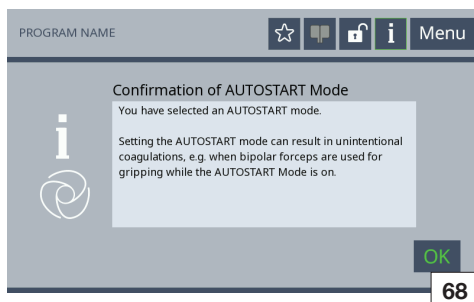 PROGRAM NAME
i
Menu
Confirmation of AUTOSTART Mode
You have selected an AUTOSTART mode.
Setting the AUTOSTART mode can result in unintentional
coagulations, e.g. when bipolar forceps are used for
gripping while the AUTOSTART Mode is on.
i
OK
68